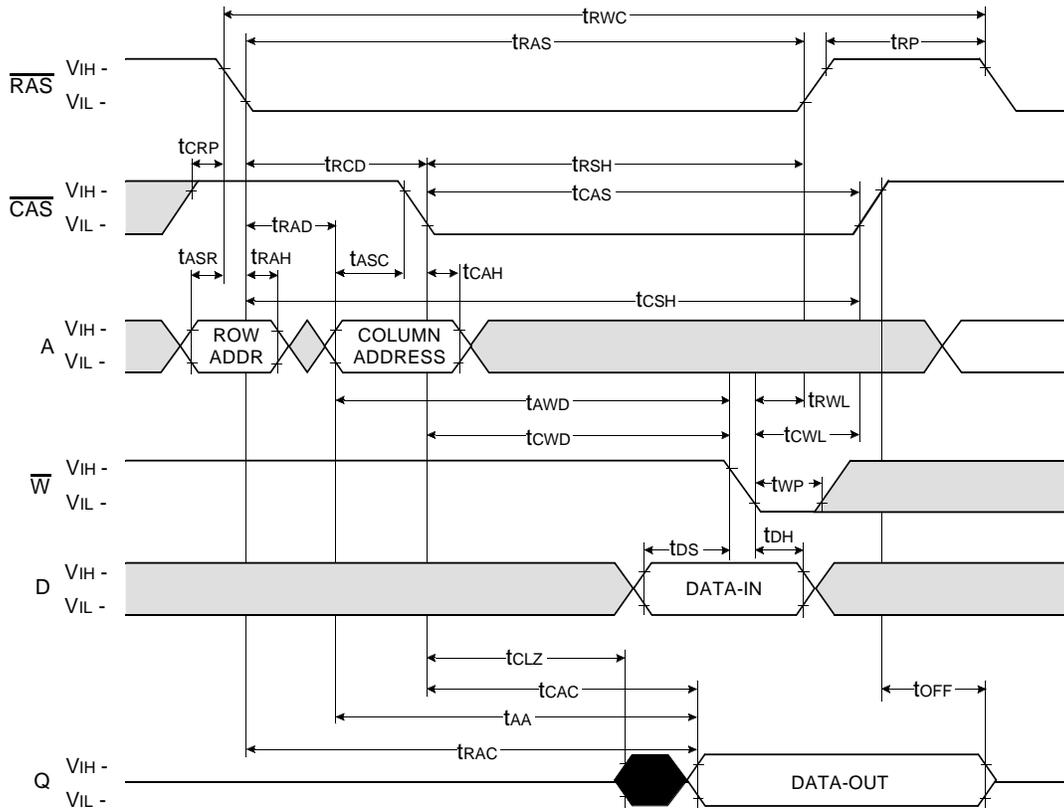 tRWC
tRAS
tRP
RAS
VIH -
VIL -
tCRP
tRCD
tRSH
CAS
VIH -
VIL -
tCAS
tRAD
tASR
tRAH
tASC
tCAH
tCSH
A
VIH -
VIL -
ROW
ADDR
COLUMN
ADDRESS
tAWD
tRWL
tCWD
tCWL
W
VIH -
VIL -
tWP
tDS
tDH
D
VIH -
VIL -
DATA-IN
tCLZ
tCAC
tOFF
tAA
tRAC
Q
VIH -
VIL -
DATA-OUT